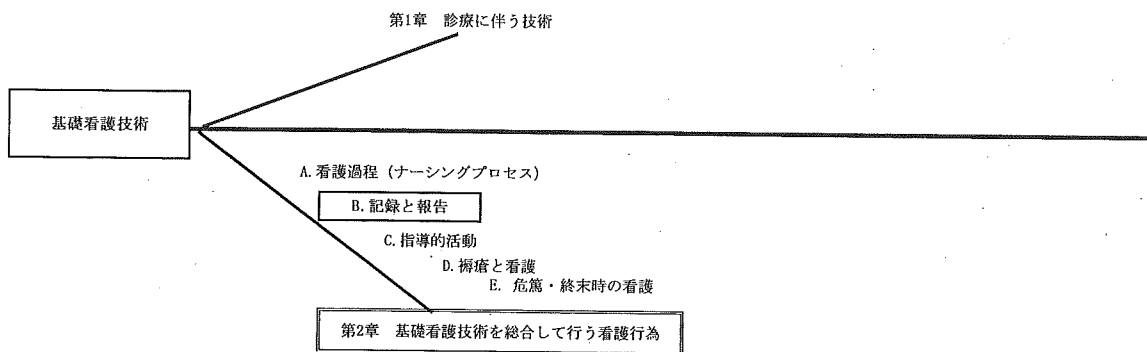 第1章 診療に伴う技術
基礎看護技術
A.看護過程（ナーシングプロセス）
B.記録と報告
C.指導的活動
D.褥瘡と看護
E. 危篤・終末時の看護
第2章 基礎看護技術を総合して行う看護行為